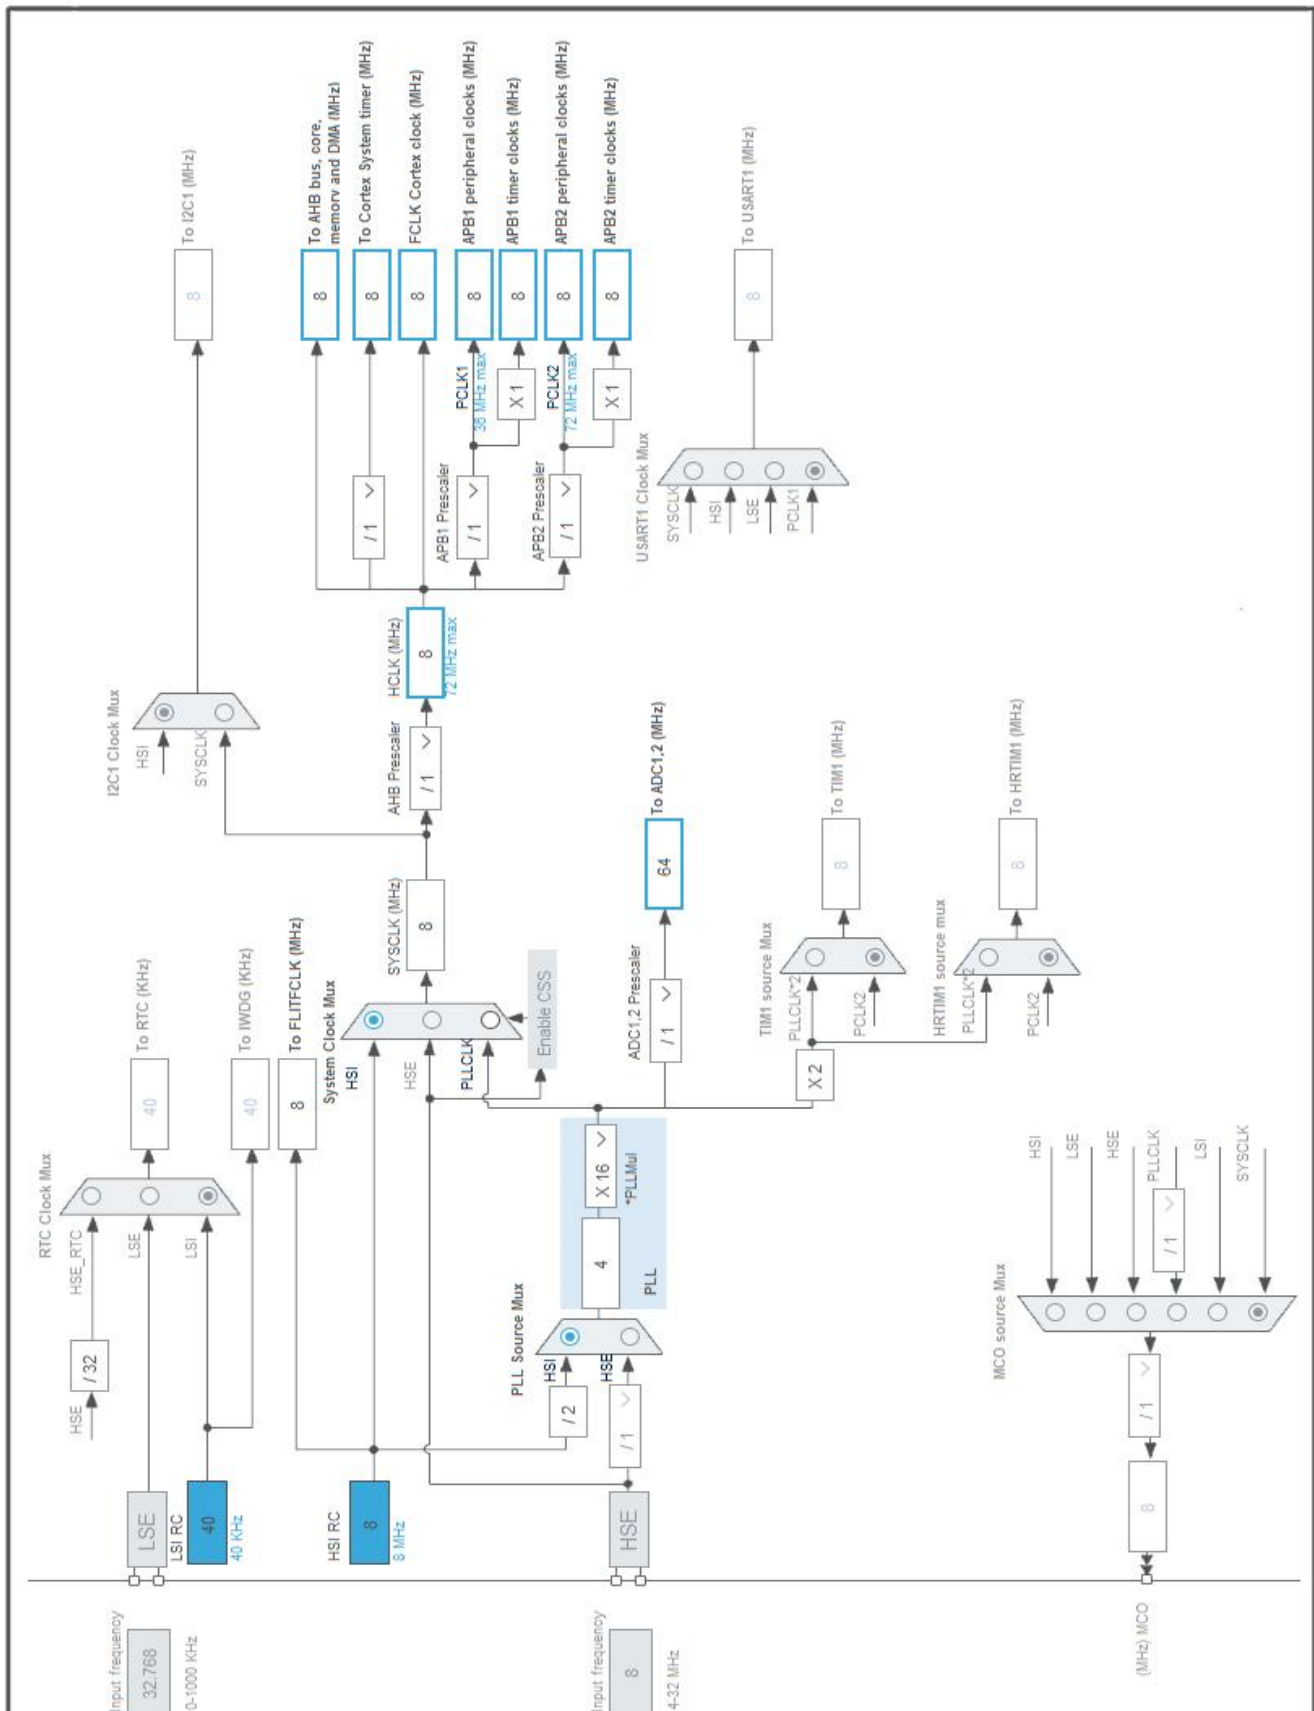 Input frequency
32.768
0-1000 KHz
LSE
LSI RC
40
40 KHz
HSE
/ 32
HSE_RTC
LSE
LSI
RTC Clock Mux
40
To RTC (KHz)
40
To IWDG (KHz)
8
To FLITFCLK (MHz)
HSI RC
8
8 MHz
Input frequency
8
4-32 MHz
HSE
/ 2
/ 1
HSI
HSE
PLL Source Mux
4
X 16
*PLLMul
PLL
System Clock Mux
HSI
HSE
PLLCLK
Enable CSS
SYSCLK (MHz)
8
I2C1 Clock Mux
HSI
SYSCLK
8
To I2C1 (MHz)
AHB Prescaler
/ 1
HCLK (MHz)
8
72 MHz max
8
To AHB bus, core,
memory and DMA (MHz)
/ 1
8
To Cortex System timer (MHz)
8
FCLK Cortex clock (MHz)
APB1 Prescaler
/ 1
PCLK1
36 MHz max
8
APB1 peripheral clocks (MHz)
X 1
8
APB1 timer clocks (MHz)
APB2 Prescaler
/ 1
PCLK2
72 MHz max
8
APB2 peripheral clocks (MHz)
X 1
8
APB2 timer clocks (MHz)
ADC1,2 Prescaler
/ 1
64
To ADC1,2 (MHz)
USART1 Clock Mux
SYSCLK
HSI
LSE
PCLK1
8
To USART1 (MHz)
X 2
TIM1 source Mux
PLLCLK*2
PCLK2
8
To TIM1 (MHz)
HRTIM1 source mux
PLLCLK*2
PCLK2
8
To HRTIM1 (MHz)
(MHz) MCO
8
/ 1
MCO source Mux
HSI
LSE
HSE
/ 1
PLLCLK
LSI
SYSCLK